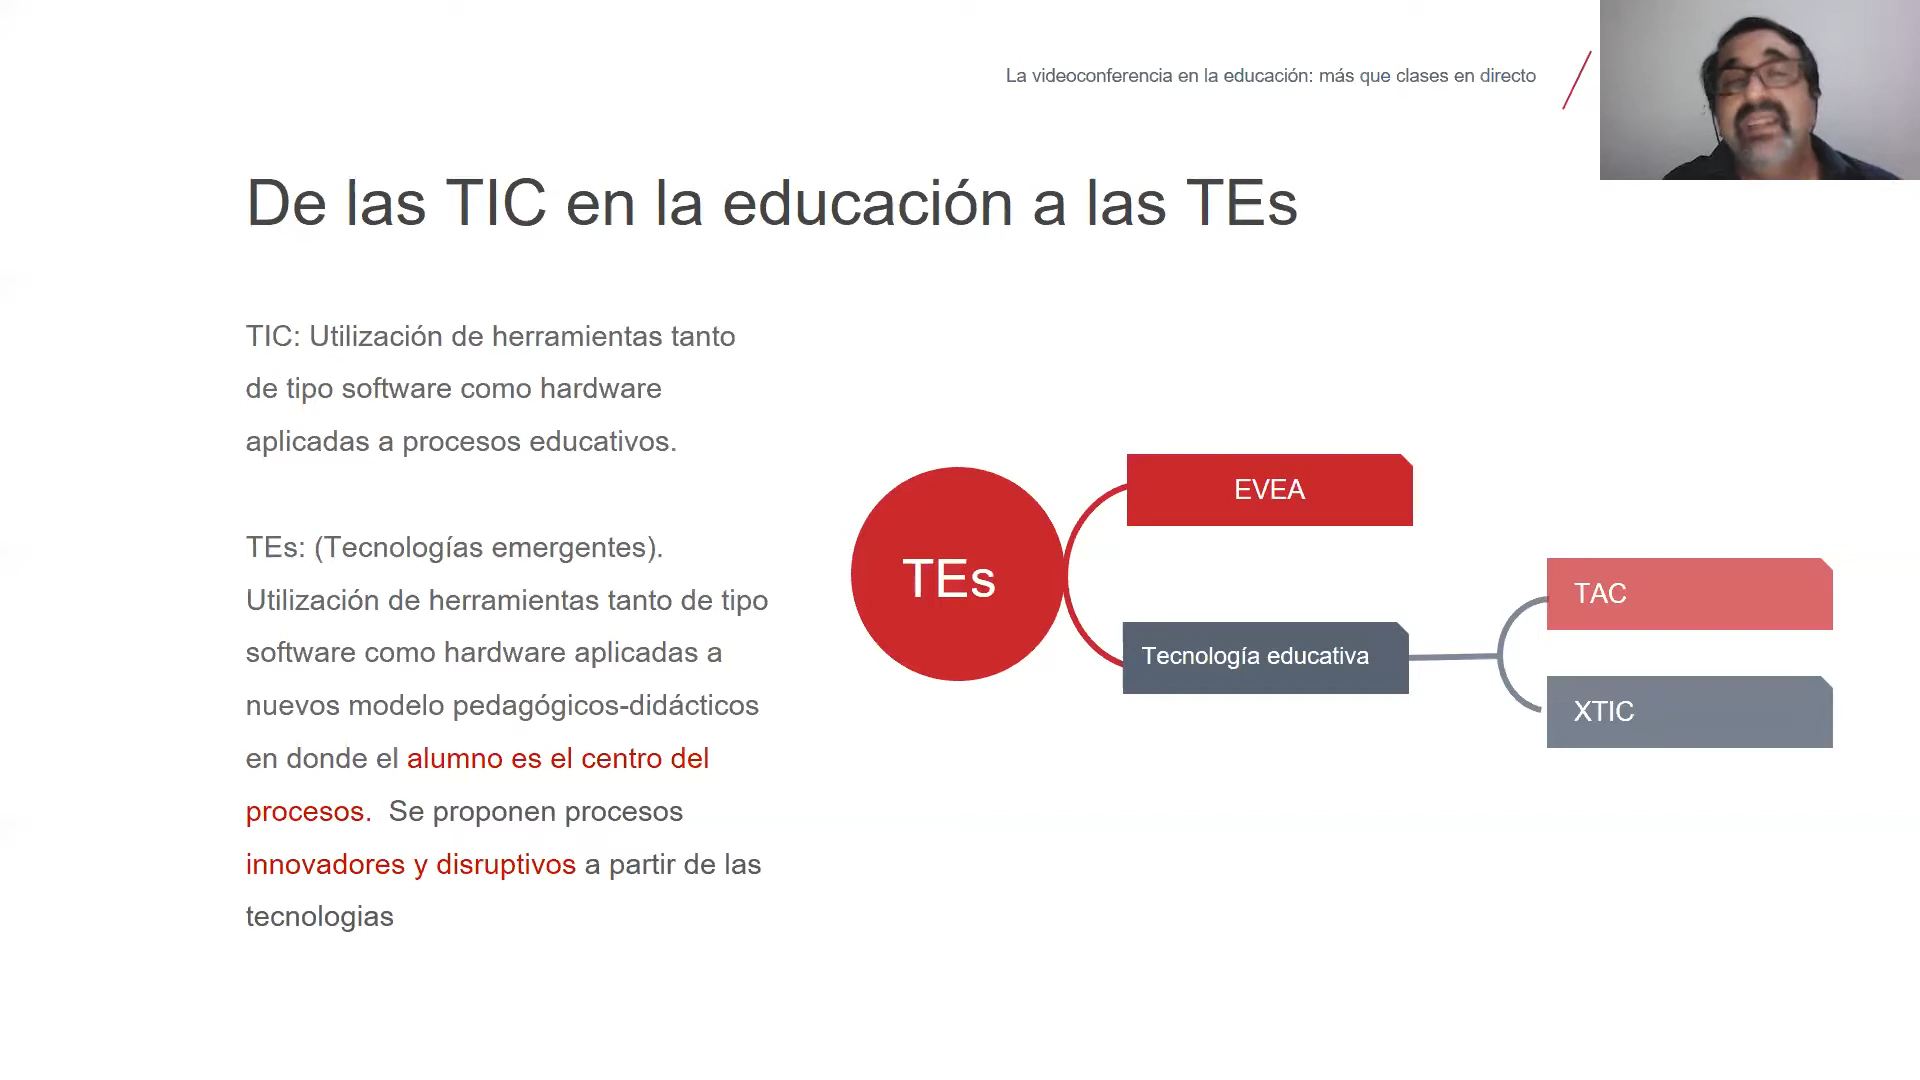 La videoconferencia en la educación: más que clases en directo
De las TIC en la educación a las TEs
TIC: Utilización de herramientas tanto
de tipo software como hardware
aplicadas a procesos educativos.
TEs: (Tecnologías emergentes).
Utilización de herramientas tanto de tipo
software como hardware aplicadas a
nuevos modelo pedagógicos-didácticos
en donde el alumno es el centro del
procesos. Se proponen procesos
innovadores y disruptivos a partir de las
tecnologias
TEs
EVEA
Tecnología educativa
TAC
XTIC